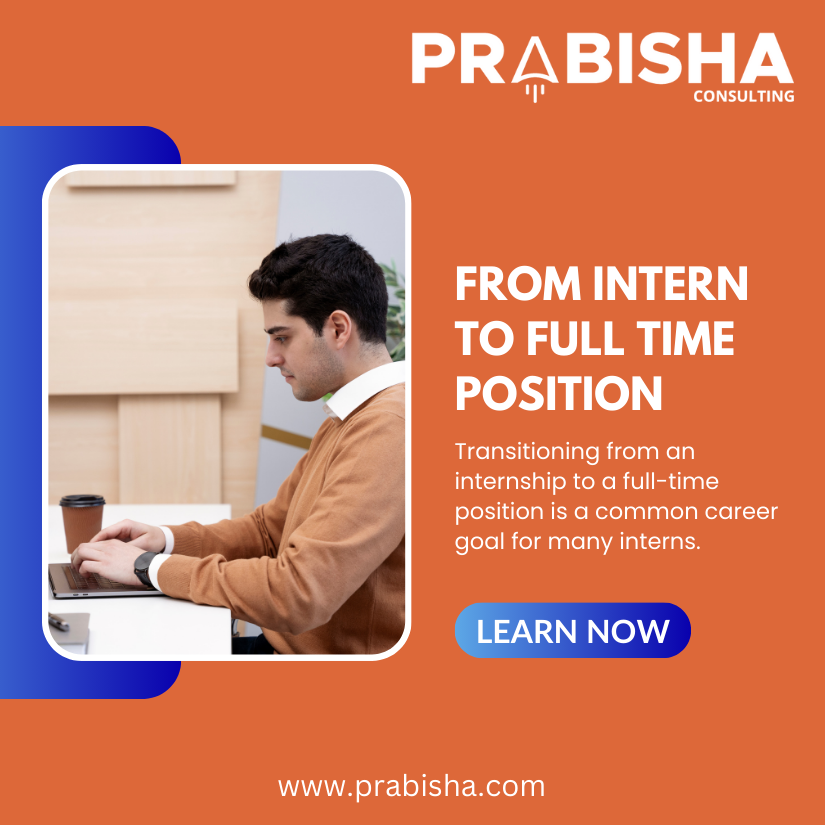 PRABISHA
CONSULTING
FROM INTERN
TO FULL TIME
POSITION
Transitioning from an
internship to a full-time
position is a common career
goal for many interns.
LEARN NOW
www.prabisha.com